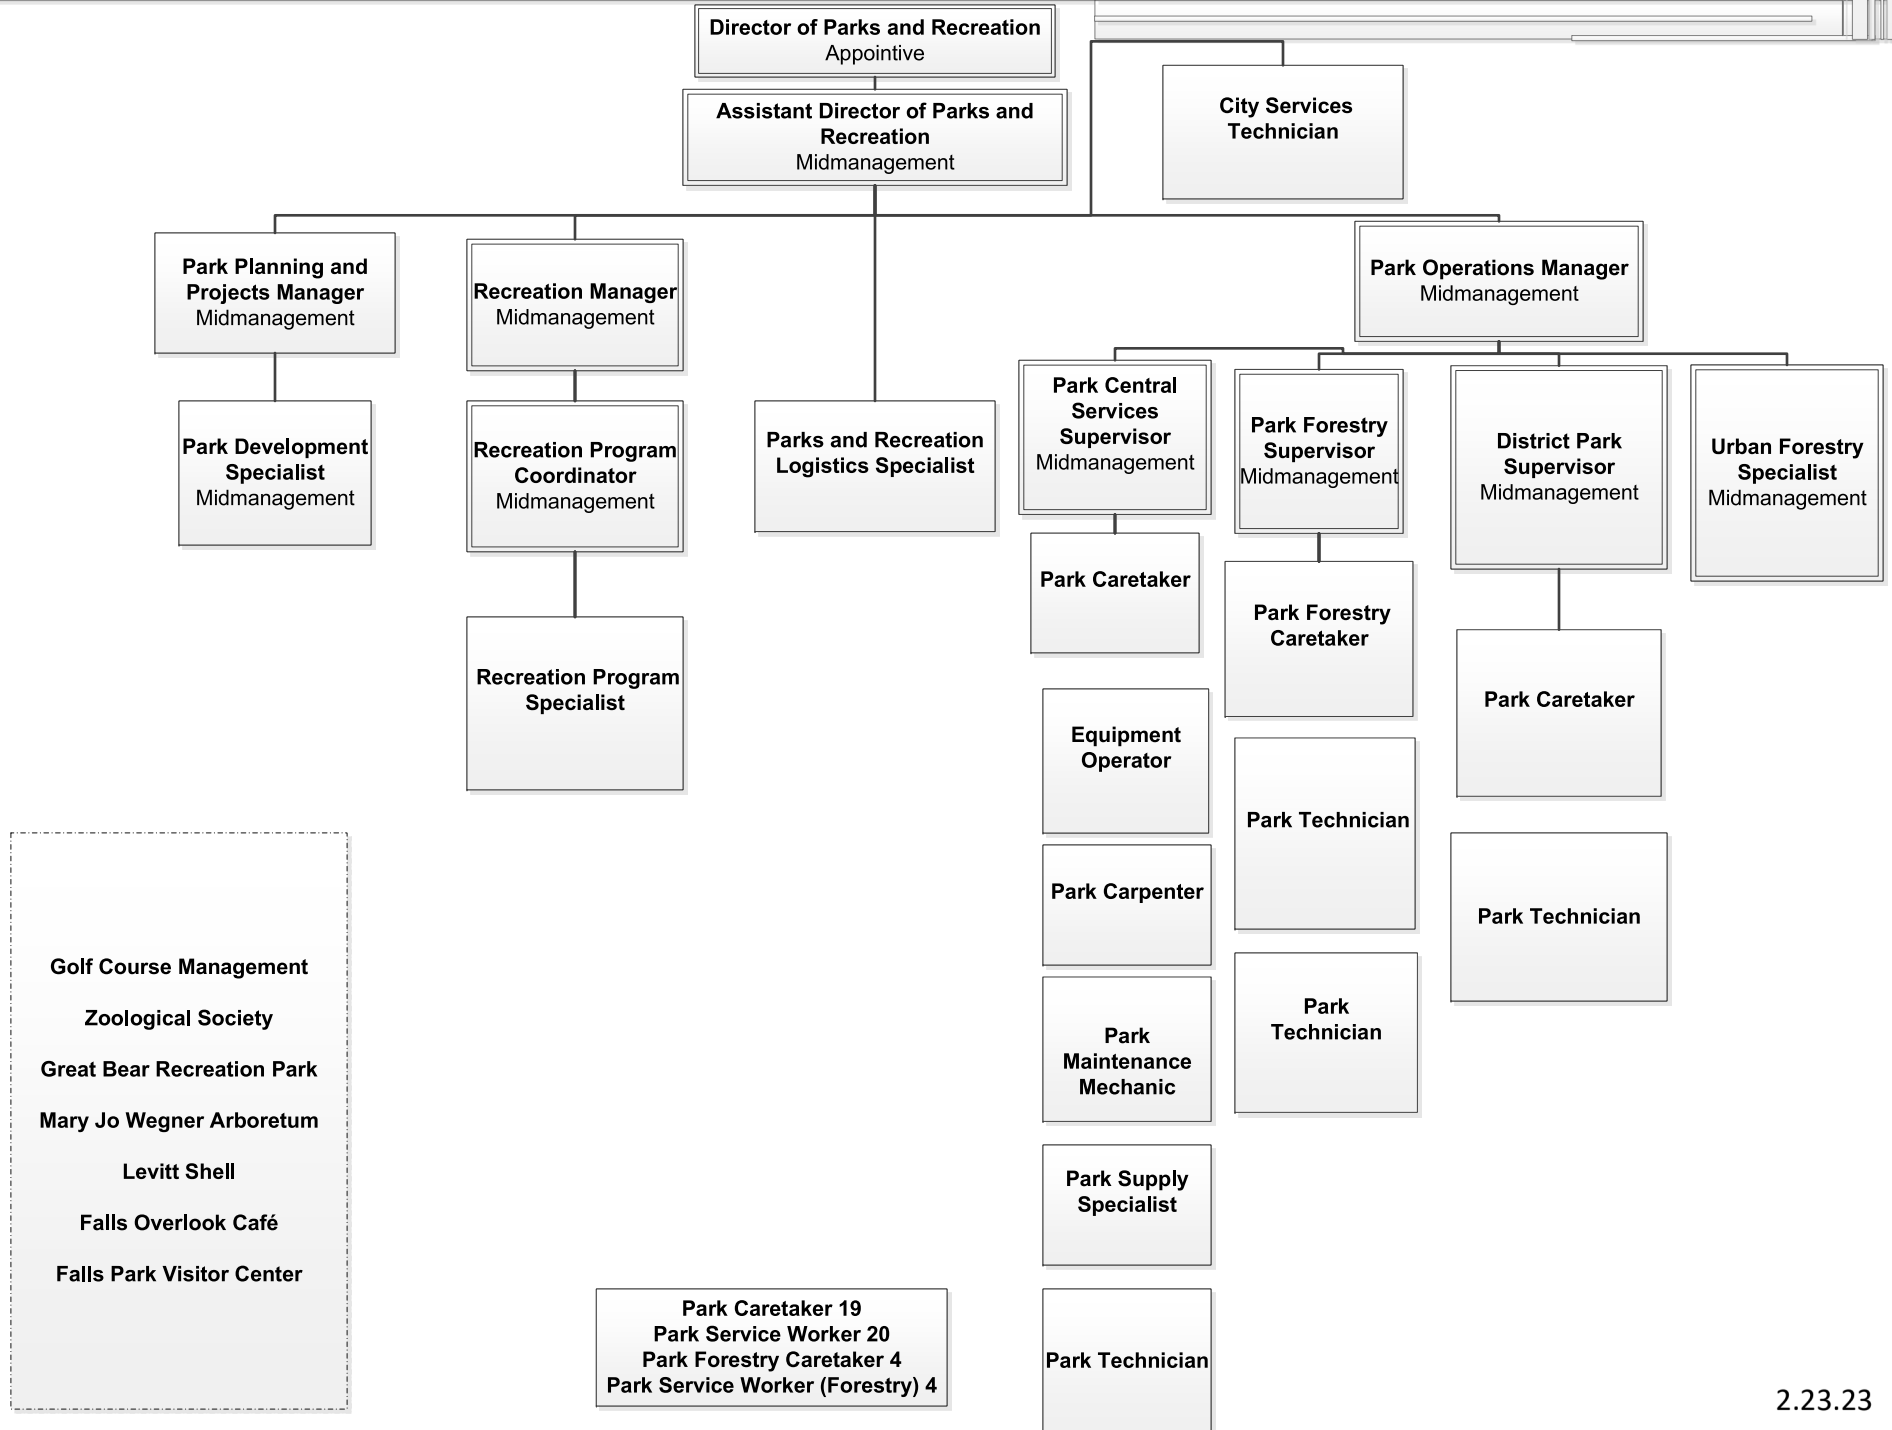 Director of Parks and Recreation
Appointive
Assistant Director of Parks and
Recreation
Midmanagement
City Services
Technician
Park Planning and
Projects Manager
Midmanagement
Recreation Manager
Midmanagement
Park Operations Manager
Midmanagement
Park Development
Specialist
Midmanagement
Recreation Program
Coordinator
Midmanagement
Parks and Recreation
Logistics Specialist
Park Central
Services
Supervisor
Midmanagement
Park Forestry
Supervisor
Midmanagement
District Park
Supervisor
Midmanagement
Urban Forestry
Specialist
Midmanagement
Recreation Program
Specialist
Park Caretaker
Equipment
Operator
Park Carpenter
Park
Maintenance
Mechanic
Park Supply
Specialist
Park Technician
Park Forestry
Caretaker
Park Technician
Park
Technician
Park Caretaker
Park Technician
Golf Course Management
Zoological Society
Great Bear Recreation Park
Mary Jo Wegner Arboretum
Levitt Shell
Falls Overlook Café
Falls Park Visitor Center
Park Caretaker 19
Park Service Worker 20
Park Forestry Caretaker 4
Park Service Worker (Forestry) 4
2.23.23